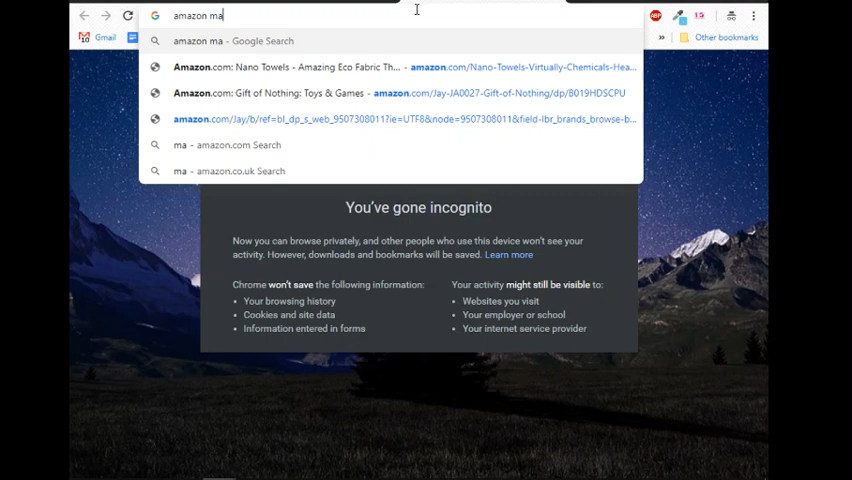 amazon ma
ABP
Gmail
» Other bookmarks
amazon ma - Google Search
Amazon.com: Nano Towels - Amazing Eco Fabric Th... - amazon.com/Nano-Towels-Virtually-Chemicals-Hea...
Amazon.com: Gift of Nothing: Toys & Games - amazon.com/Jay-JA0027-Gift-of-Nothing/dp/B019HDSCPU
amazon.com/Jay/b/ref=bl_dp_s_web_9507308011?ie=UTF8&node=9507308011&field-lbr_brands_browse-b...
ma - amazon.com Search
ma - amazon.co.uk Search
You've gone incognito
Now you can browse privately, and other people who use this device won't see your
activity. However, downloads and bookmarks will be saved. Learn more
Chrome won't save the following information:
• Your browsing history
• Cookies and site data
• Information entered in forms
Your activity might still be visible to:
• Websites you visit
• Your employer or school
• Your internet service provider